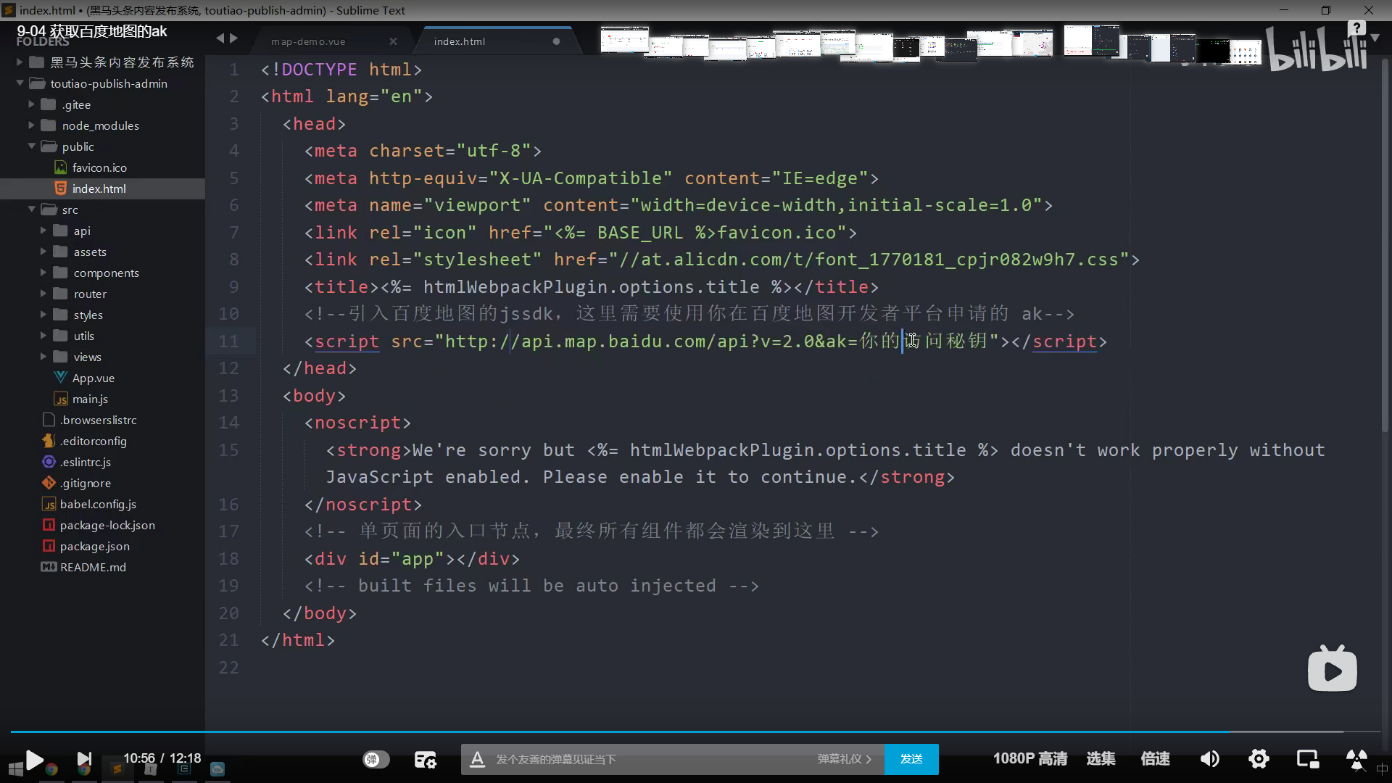 index.html • (黑马头条内容发布系统, toutiao-publish-admin) - Sublime Text
9-04 获取百度地图的ak
FOLDERS
黑马头条内容发布系统
toutiao-publish-admin
.gitee
node_modules
public
favicon.ico
index.html
src
api
assets
components
router
styles
utils
views
App.vue
main.js
.browserslistrc
.editorconfig
.eslintrc.js
.gitignore
babel.config.js
package-lock.json
package.json
README.md
map-demo.vue
index.html
bilibili
1 <!DOCTYPE html>
2 <html lang="en">
3 <head>
4 <meta charset="utf-8">
5 <meta http-equiv="X-UA-Compatible" content="IE=edge">
6 <meta name="viewport" content="width=device-width,initial-scale=1.0">
7 <link rel="icon" href="<%= BASE_URL %>favicon.ico">
8 <link rel="stylesheet" href="//at.alicdn.com/t/font_1770181_cpjr082w9h7.css">
9 <title><%= htmlWebpackPlugin.options.title %></title>
10 <!--引入百度地图的jssdk，这里需要使用你在百度地图开发者平台申请的 ak-->
11 <script src="http://api.map.baidu.com/api?v=2.0&ak=你的访问秘钥"></script>
12 </head>
13 <body>
14 <noscript>
15 <strong>We're sorry but <%= htmlWebpackPlugin.options.title %> doesn't work properly without
JavaScript enabled. Please enable it to continue.</strong>
16 </noscript>
17 <!-- 单页面的入口节点，最终所有组件都会渲染到这里 -->
18 <div id="app"></div>
19 <!-- built files will be auto injected -->
20 </body>
21 </html>
22
10:56 / 12:18
弹
发个友善的弹幕见证当下
弹幕礼仪
发送
1080P 高清
选集
倍速
中